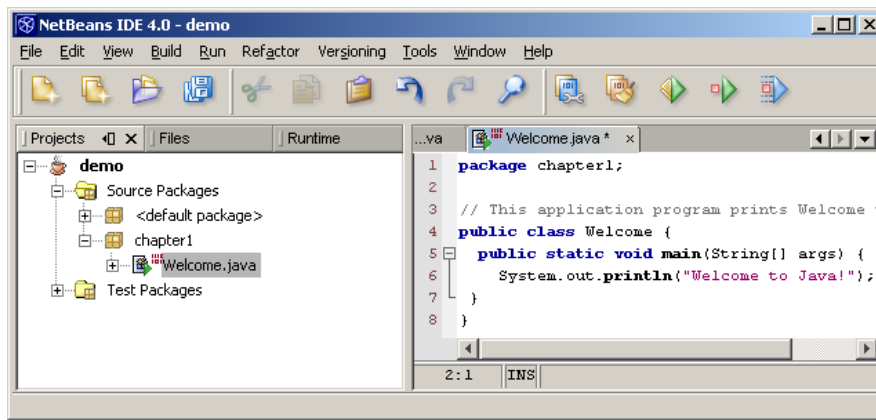 NetBeans IDE 4.0 - demo
File Edit View Build Run Refactor Versioning Tools Window Help
Projects Files Runtime
demo
Source Packages
<default package>
chapter1
Welcome.java
Test Packages
...va Welcome.java *
1 package chapter1;
2
3 // This application program prints Welcome
4 public class Welcome {
5 public static void main(String[] args) {
6 System.out.println("Welcome to Java!");
7 }
8 }
2:1 INS